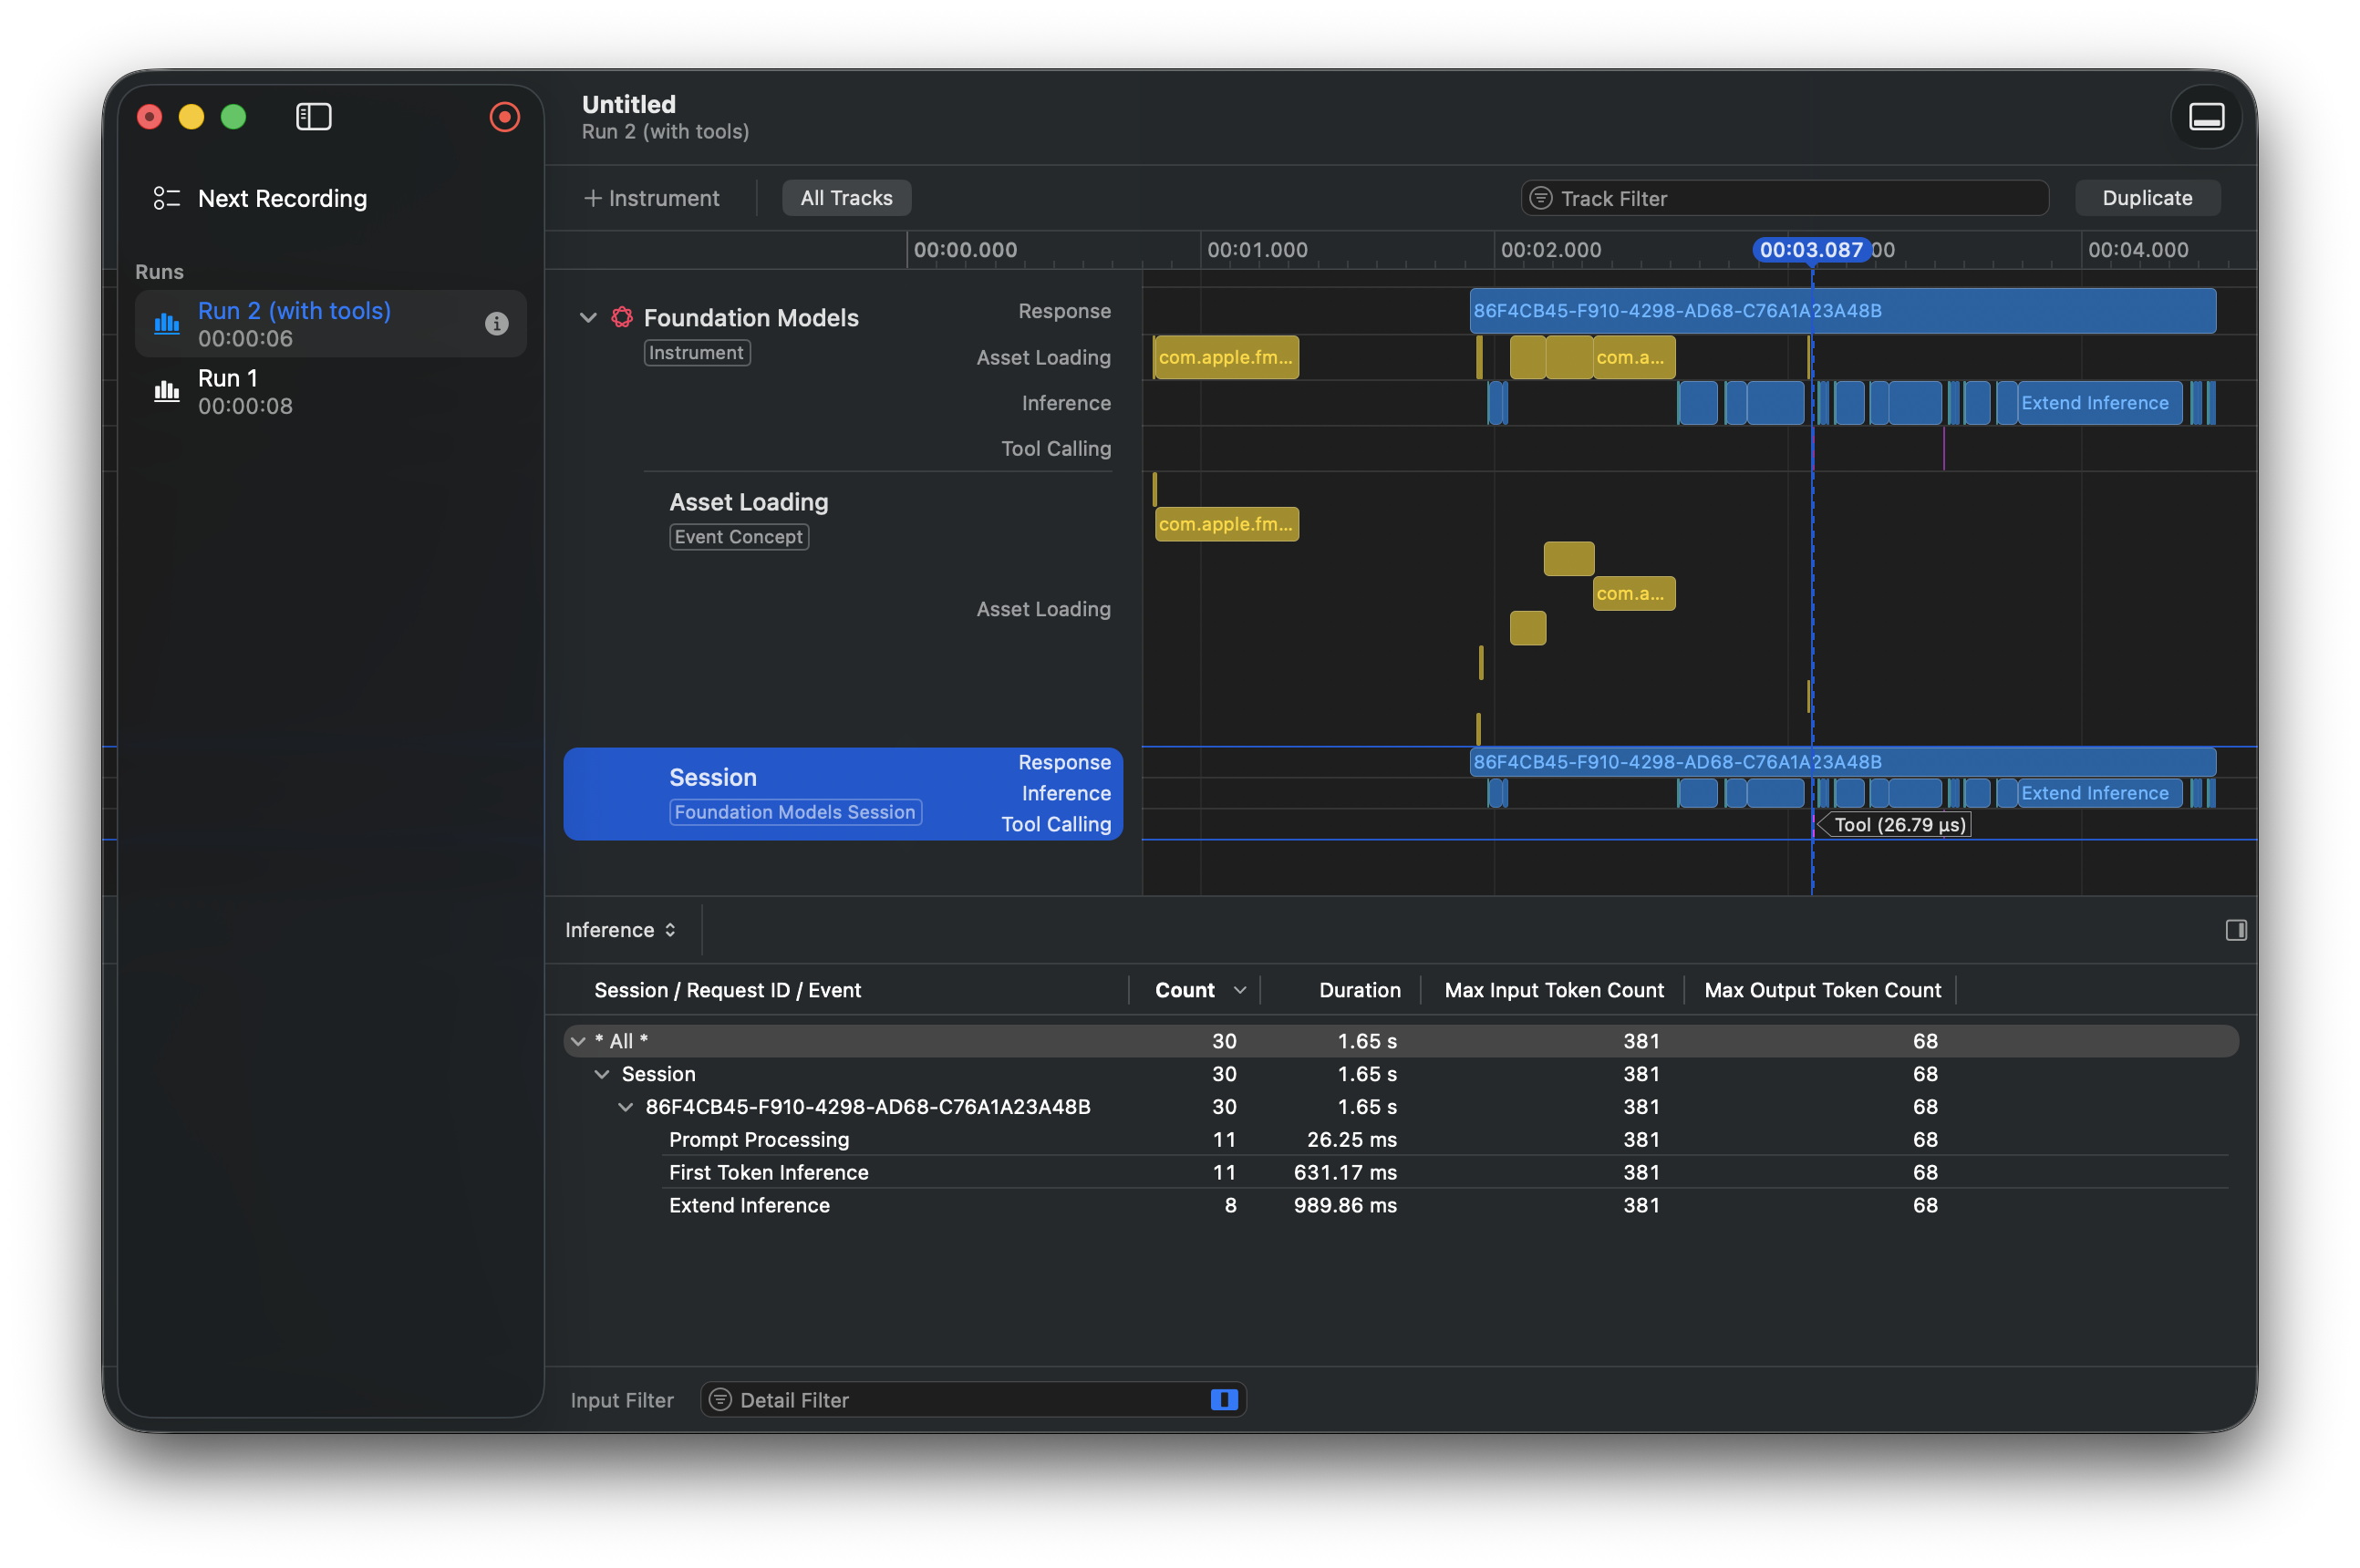 Untitled
Run 2 (with tools)
Next Recording
Runs
Run 2 (with tools)
00:00:06
Run 1
00:00:08
Instrument
All Tracks
Track Filter
Duplicate
00:00.000
00:01.000
00:02.000
00:03.087
00
00:04.000
Foundation Models
Instrument
Response
Asset Loading
Inference
Tool Calling
86F4CB45-F910-4298-AD68-C76A1A23A48B
com.apple.fm...
com.a...
Extend Inference
Asset Loading
Event Concept
Asset Loading
com.apple.fm...
com.a...
Session
Foundation Models Session
Response
Inference
Tool Calling
86F4CB45-F910-4298-AD68-C76A1A23A48B
Extend Inference
Tool (26.79 µs)
Inference
Session / Request ID / Event Count Duration Max Input Token Count Max Output Token Count
* All * 30 1.65 s 381 68
Session 30 1.65 s 381 68
86F4CB45-F910-4298-AD68-C76A1A23A48B 30 1.65 s 381 68
Prompt Processing 11 26.25 ms 381 68
First Token Inference 11 631.17 ms 381 68
Extend Inference 8 989.86 ms 381 68
Input Filter
Detail Filter